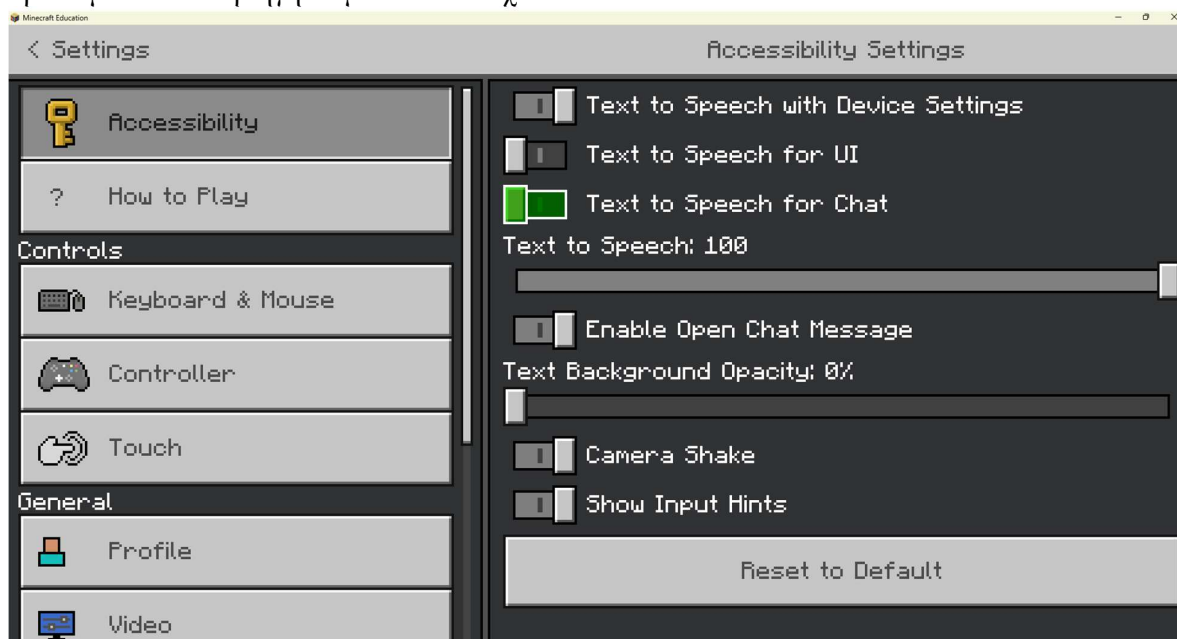 Minecraft Education
< Settings
Accessibility Settings
Accessibility
? How to Play
Controls
Keyboard & Mouse
Controller
Touch
General
Profile
Video
Text to Speech with Device Settings
Text to Speech for UI
Text to Speech for Chat
Text to Speech: 100
Enable Open Chat Message
Text Background Opacity: 0%
Camera Shake
Show Input Hints
Reset to Default